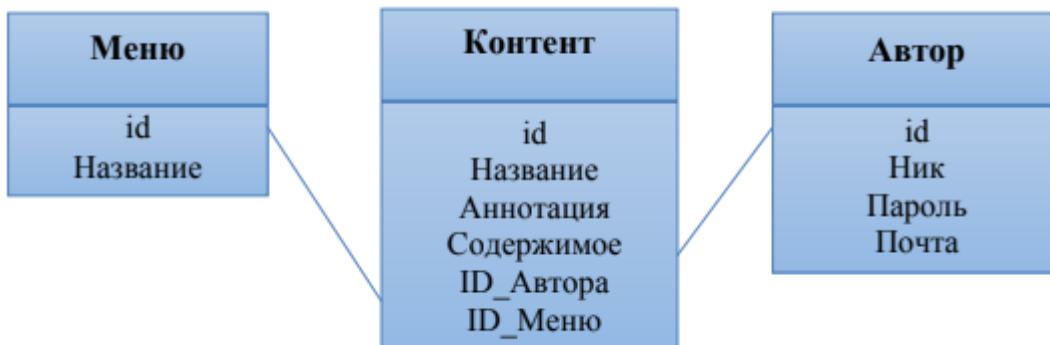 Меню
id
Название
Контент
id
Название
Аннотация
Содержимое
ID_Автора
ID_Меню
Автор
id
Ник
Пароль
Почта